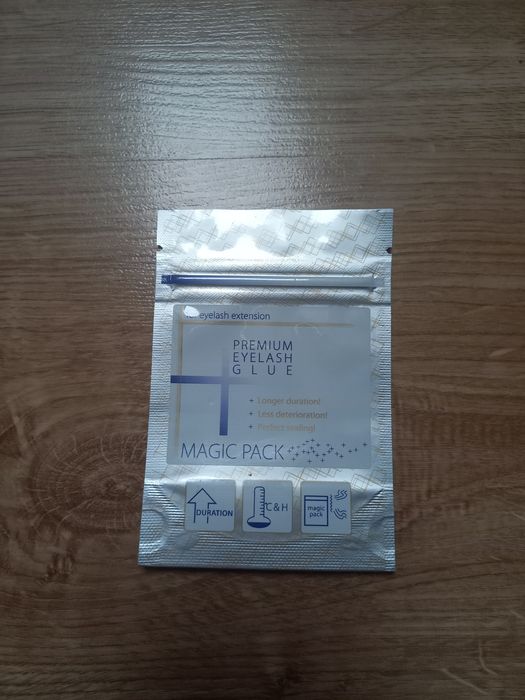 eyelash extension
PREMIUM
EYELASH
GLUE
+ Longer duration!
+ Less deterioration!
+ Perfect sealing!
MAGIC PACK
DURATION
°C & H
magic
pack